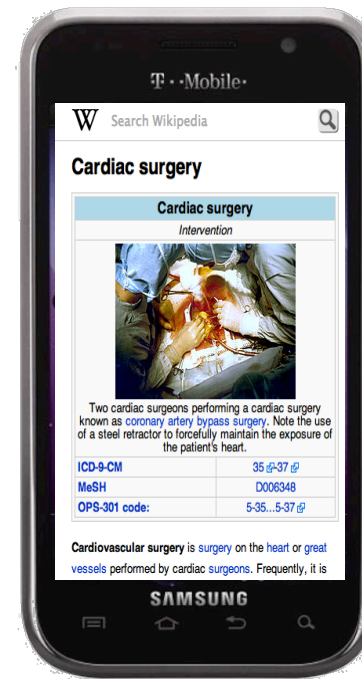 T··Mobile·
W Search Wikipedia
Cardiac surgery
Cardiac surgery
Intervention
Two cardiac surgeons performing a cardiac surgery
known as coronary artery bypass surgery. Note the use
of a steel retractor to forcefully maintain the exposure of
the patient's heart.
ICD-9-CM 35-37
MeSH D006348
OPS-301 code: 5-35...5-37
Cardiovascular surgery is surgery on the heart or great
vessels performed by cardiac surgeons. Frequently, it is
SAMSUNG